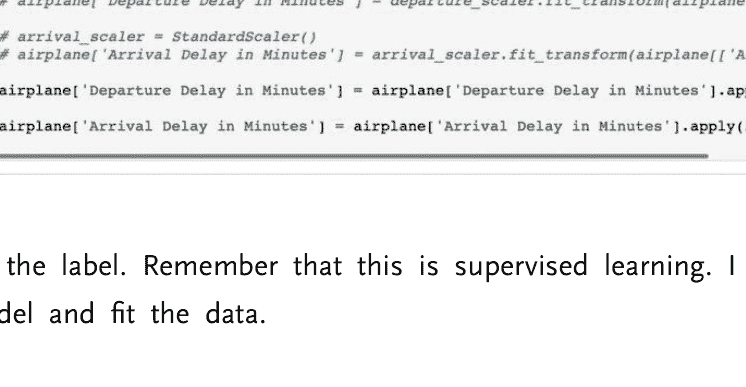 # airplane['Departure Delay in Minutes'] = departure_scaler.fit_transform(airplane
# arrival_scaler = StandardScaler()
# airplane['Arrival Delay in Minutes'] = arrival_scaler.fit_transform(airplane[['A
airplane['Departure Delay in Minutes'] = airplane['Departure Delay in Minutes'].ap
airplane['Arrival Delay in Minutes'] = airplane['Arrival Delay in Minutes'].apply(
the label. Remember that this is supervised learning. I
del and fit the data.